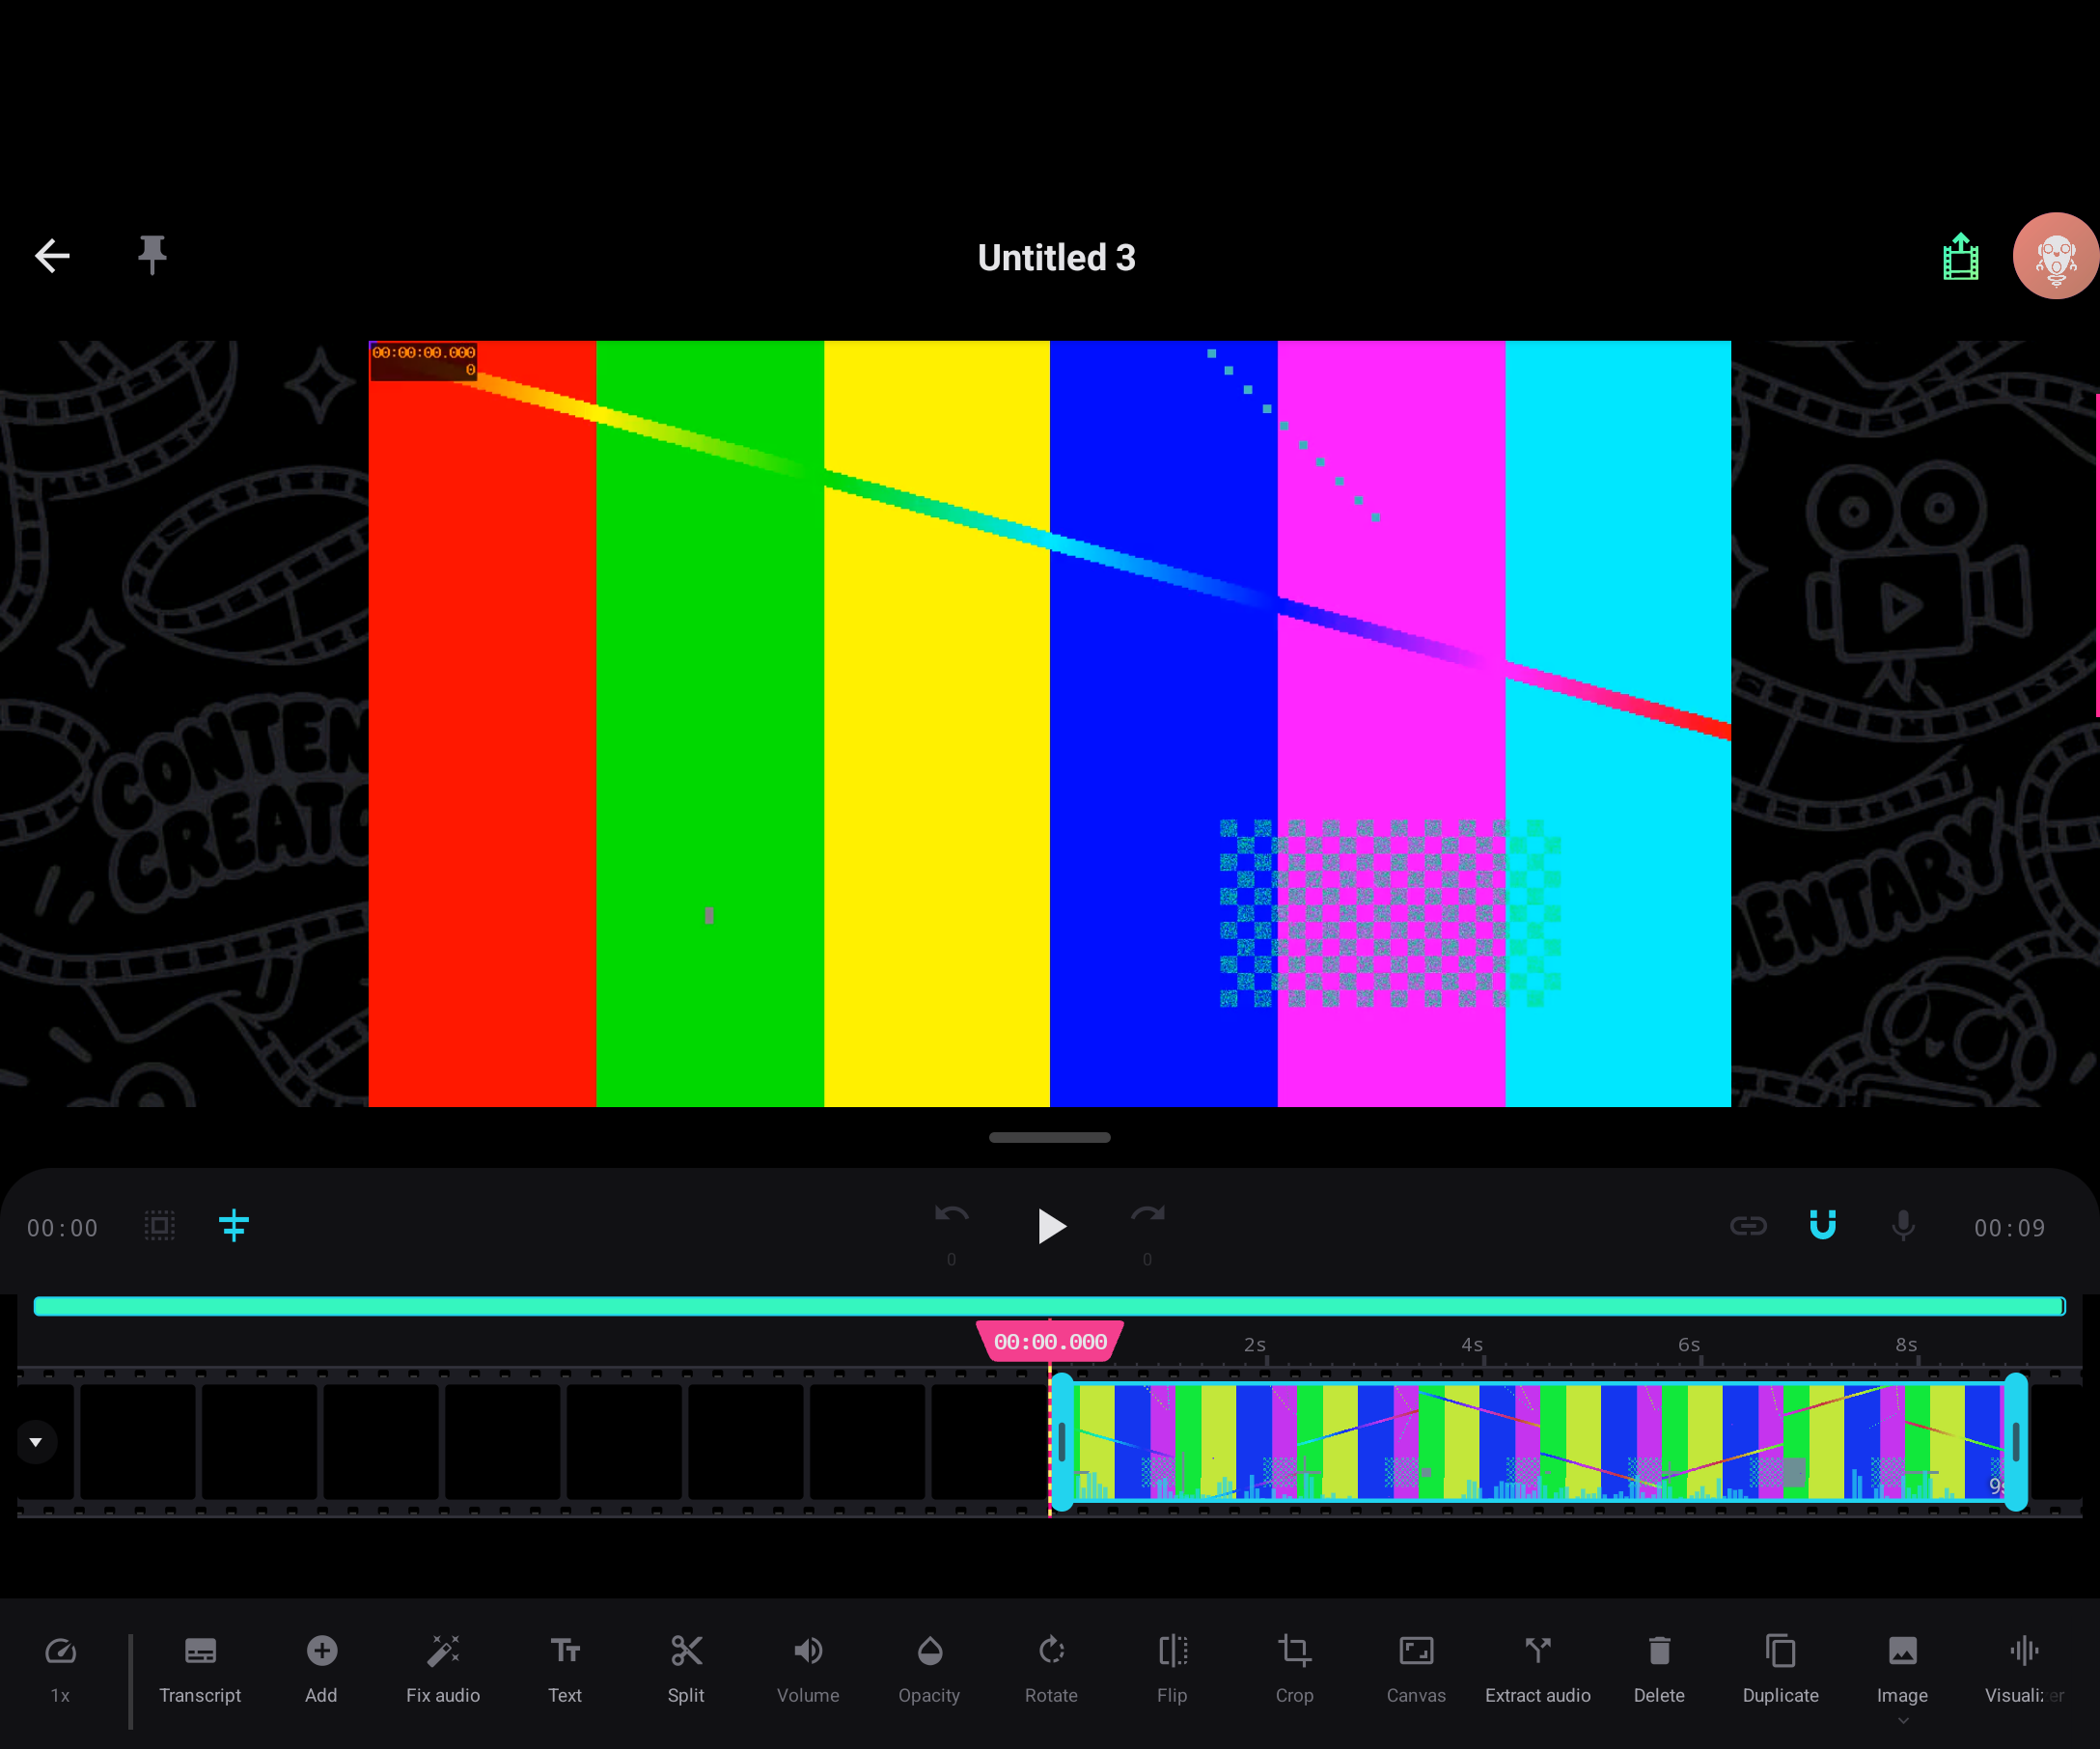 Untitled 3
00:00:00.000
0
CONTEN
CREATO
MENTARY
00:00
0
0
00:09
00:00.000
2s
4s
6s
8s
1x
Transcript
Add
Fix audio
Text
Split
Volume
Opacity
Rotate
Flip
Crop
Canvas
Extract audio
Delete
Duplicate
Image
Visualizer